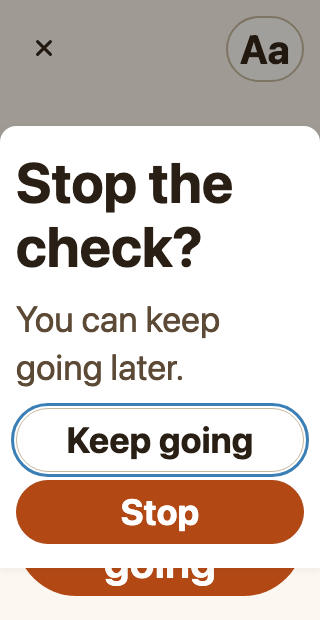 Aa
Stop the
check?
You can keep
going later.
Keep going
Stop
going